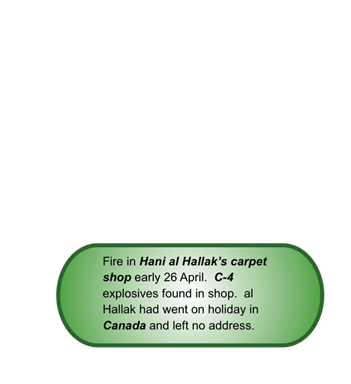 Fire in Hani al Hallak's carpet
shop early 26 April.  C-4
explosives found in shop.  al
Hallak had went on holiday in
Canada and left no address.